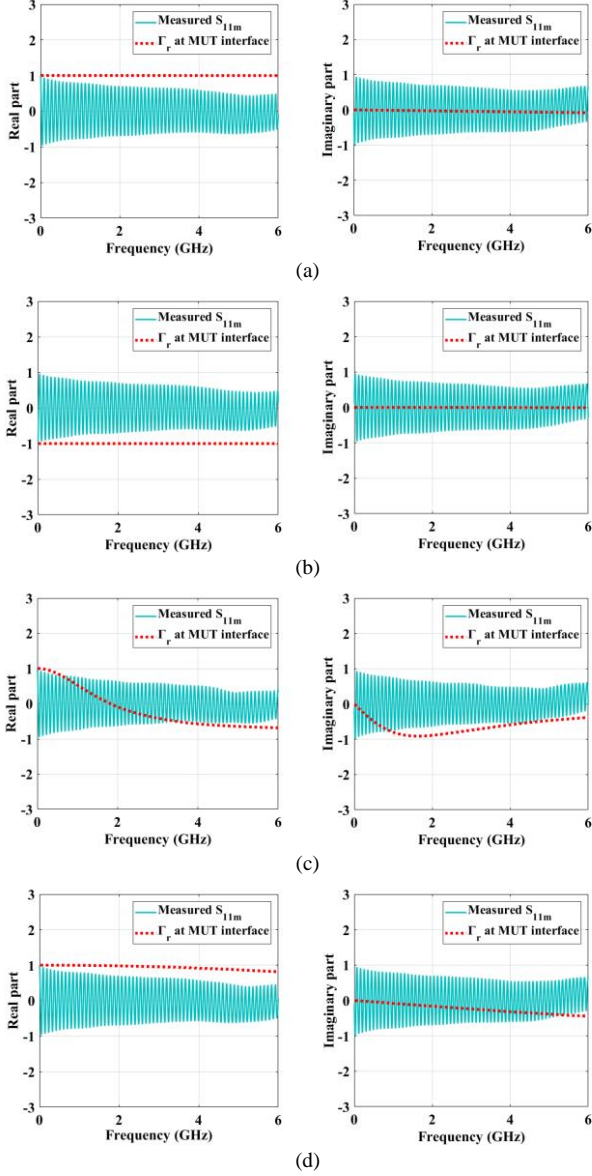 Measured S11m
Γr at MUT interface
Real part
3
2
1
0
-1
-2
-3
0
2
4
6
Frequency (GHz)
Measured S11m
Γr at MUT interface
Imaginary part
3
2
1
0
-1
-2
-3
0
2
4
6
Frequency (GHz)
(a)
Measured S11m
Γr at MUT interface
Real part
3
2
1
0
-1
-2
-3
0
2
4
6
Frequency (GHz)
Measured S11m
Γr at MUT interface
Imaginary part
3
2
1
0
-1
-2
-3
0
2
4
6
Frequency (GHz)
(b)
Measured S11m
Γr at MUT interface
Real part
3
2
1
0
-1
-2
-3
0
2
4
6
Frequency (GHz)
Measured S11m
Γr at MUT interface
Imaginary part
3
2
1
0
-1
-2
-3
0
2
4
6
Frequency (GHz)
(c)
Measured S11m
Γr at MUT interface
Real part
3
2
1
0
-1
-2
-3
0
2
4
6
Frequency (GHz)
Measured S11m
Γr at MUT interface
Imaginary part
3
2
1
0
-1
-2
-3
0
2
4
6
Frequency (GHz)
(d)